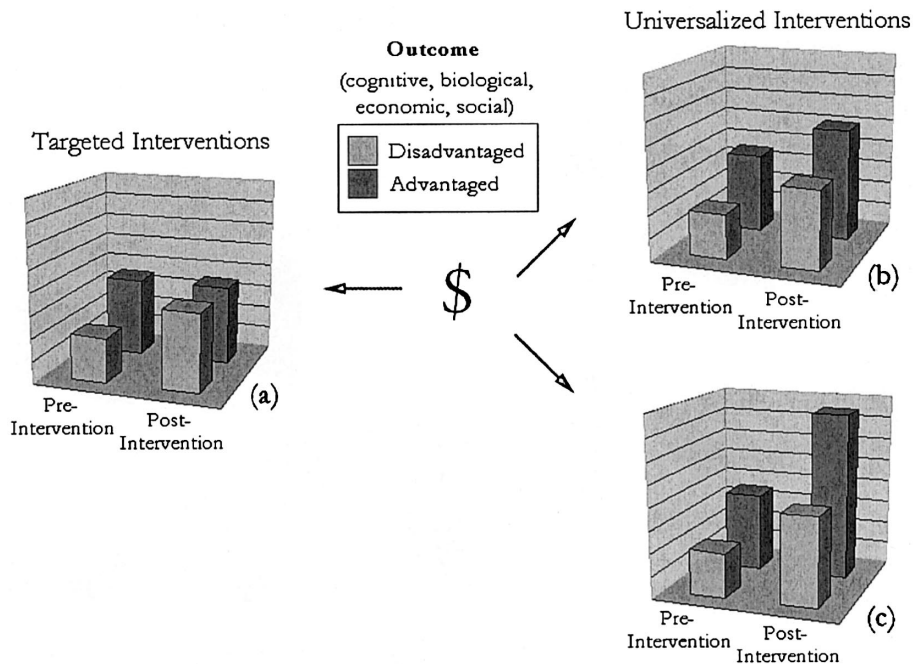 Universalized Interventions
Outcome
(cognitive, biological,
economic, social)
Disadvantaged
Advantaged
Targeted Interventions
$
Pre-
Intervention
Post-
Intervention
(a)
Pre-
Intervention
Post-
Intervention
(b)
Pre-
Intervention
Post-
Intervention
(c)